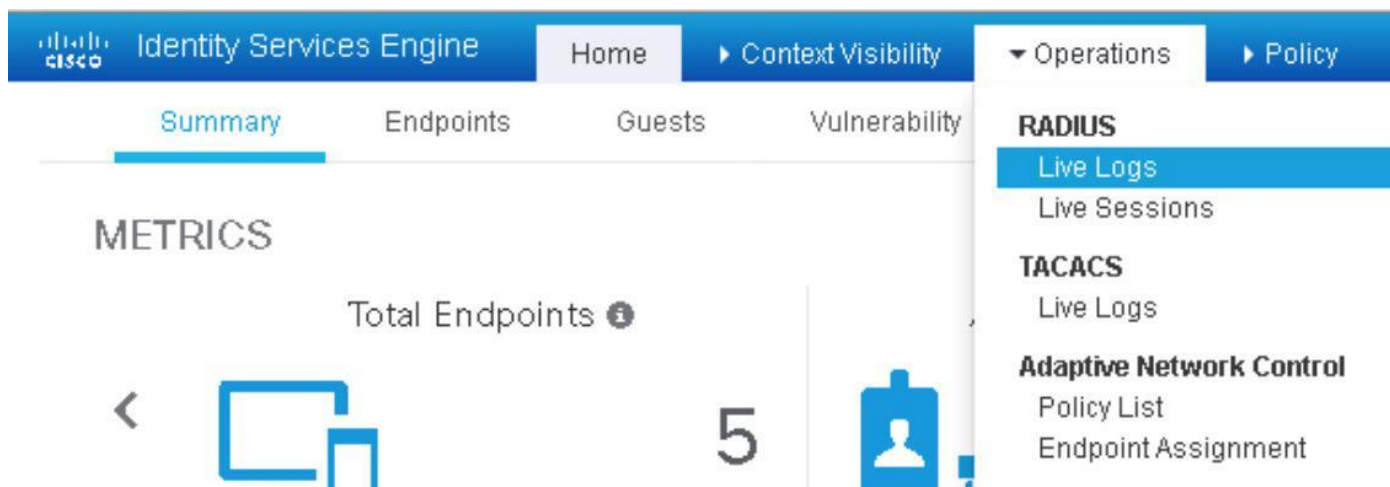 cisco Identity Services Engine Home Context Visibility Operations Policy
Summary Endpoints Guests Vulnerability
RADIUS
Live Logs
Live Sessions
METRICS
TACACS
Live Logs
Total Endpoints
Adaptive Network Control
Policy List
5
Endpoint Assignment